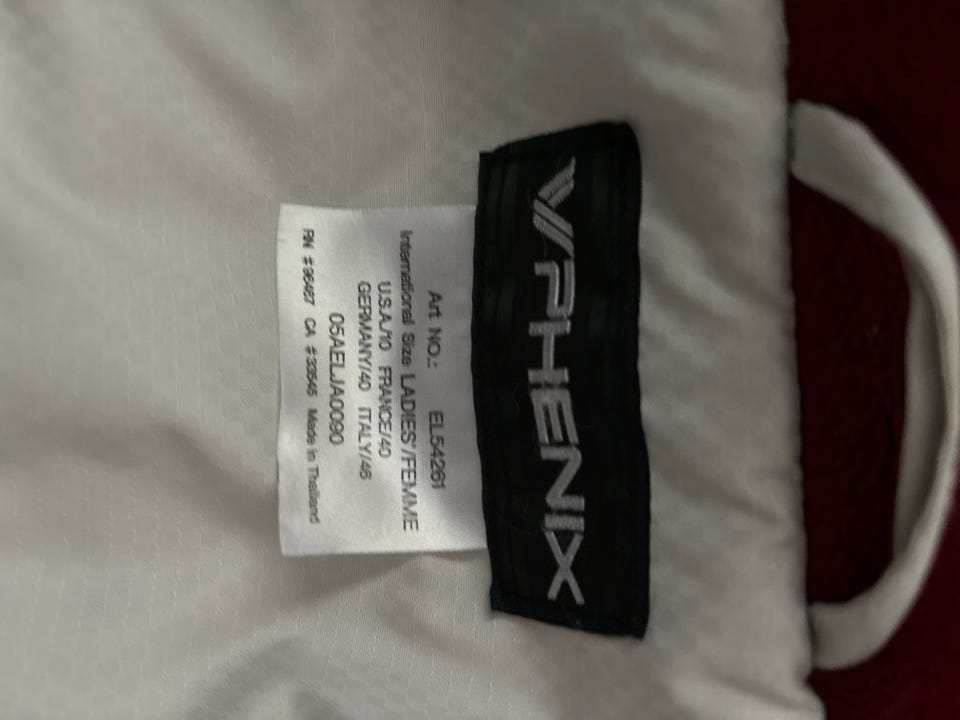 PHENIX
Art NO.: EL54261
International Size LADIES'/FEMME
U.S.A./10 FRANCE/40
GERMANY/40 ITALY/46
05AELJA0090
RN #96487 CA #33545 Made in Thailand